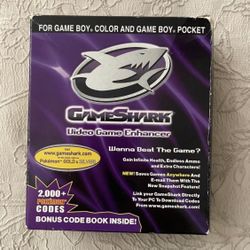 FOR GAME BOY® COLOR AND GAME BOY® POCKET
GAMESHARK
Video Game Enhancer
Wanna Beat The Game?
Gain Infinite Health, Endless Ammo
and Extra Characters!
NEW! Saves Games Anywhere And
E-mail Them With The
New Snapshot Feature!
Link your GameShark Directly
To Your PC To Download Codes
From www.gameshark.com!
www.gameshark.com
Pokémon GOLD & SILVER!
2,000+
POKÉMON
CODES
BONUS CODE BOOK INSIDE!